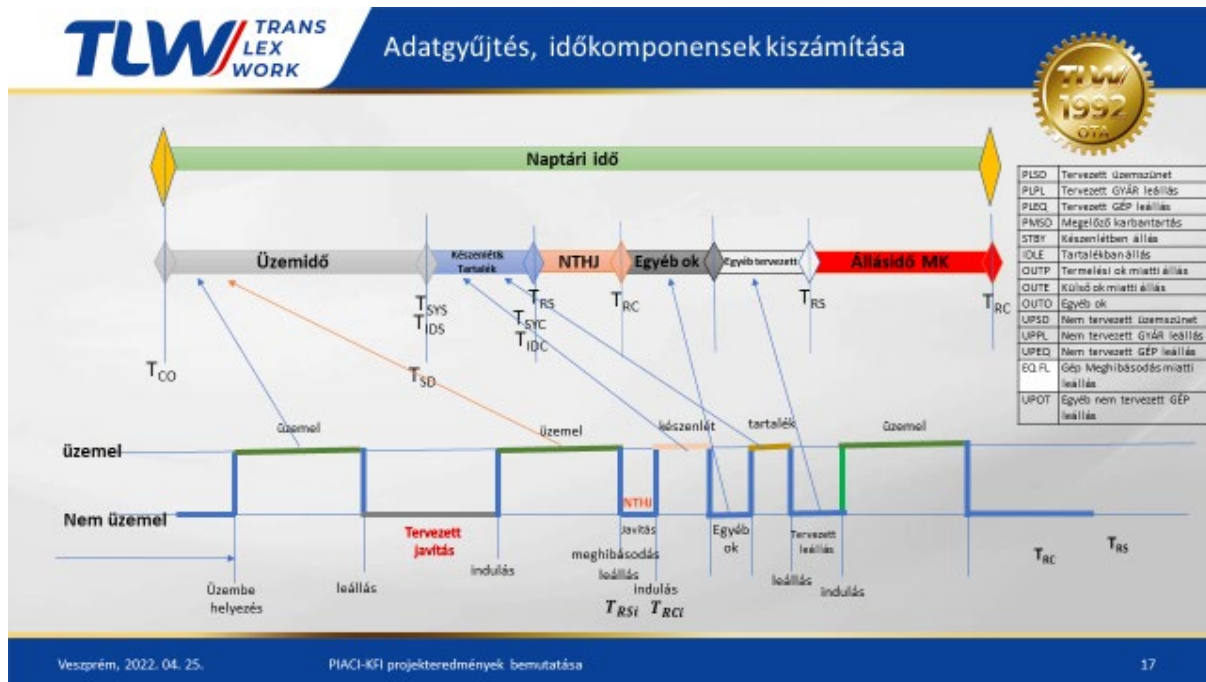 TLW TRANS
LEX
WORK
Adatgyűjtés, időkomponensek kiszámítása
TLW
1992
OTA
Naptári idő
PLSD Tervezett üzemszünet
PLPL Tervezett GYÁR leállás
PLEQ Tervezett GÉP leállás
PMSD Megelőző karbantartás
STBY Készenlétben állás
IDLE Tartalékban állás
OUTP Termelési ok miatti állás
OUTE Külső ok miatti állás
OUTO Egyéb ok
UPSD Nem tervezett üzemszünet
UPPL Nem tervezett GYÁR leállás
UPEQ Nem tervezett GÉP leállás
EQ FL Gép Meghibásodás miatti
leállás
UPOT Egyéb nem tervezett GÉP
leállás
Üzemidő
Készenlét&
Tartalék
NTHJ
Egyéb ok
Egyéb tervezett
Állásidő MK
TSYS
TIDS
TRS
TSYC
TIDC
TRC
TRS
TRC
TCO
TSD
üzemel
üzemel
készenlét
tartalék
üzemel
üzemel
Nem üzemel
Tervezett
javítás
NTHJ
Javítás
Egyéb
ok
Tervezett
leállás
Üzembe
helyezés
leállás
indulás
meghibásodás
leállás
indulás
TRSi TRCi
leállás
indulás
TRC
TRS
Veszprém, 2022. 04. 25.
PIACI-KFI projekteredmények bemutatása
17